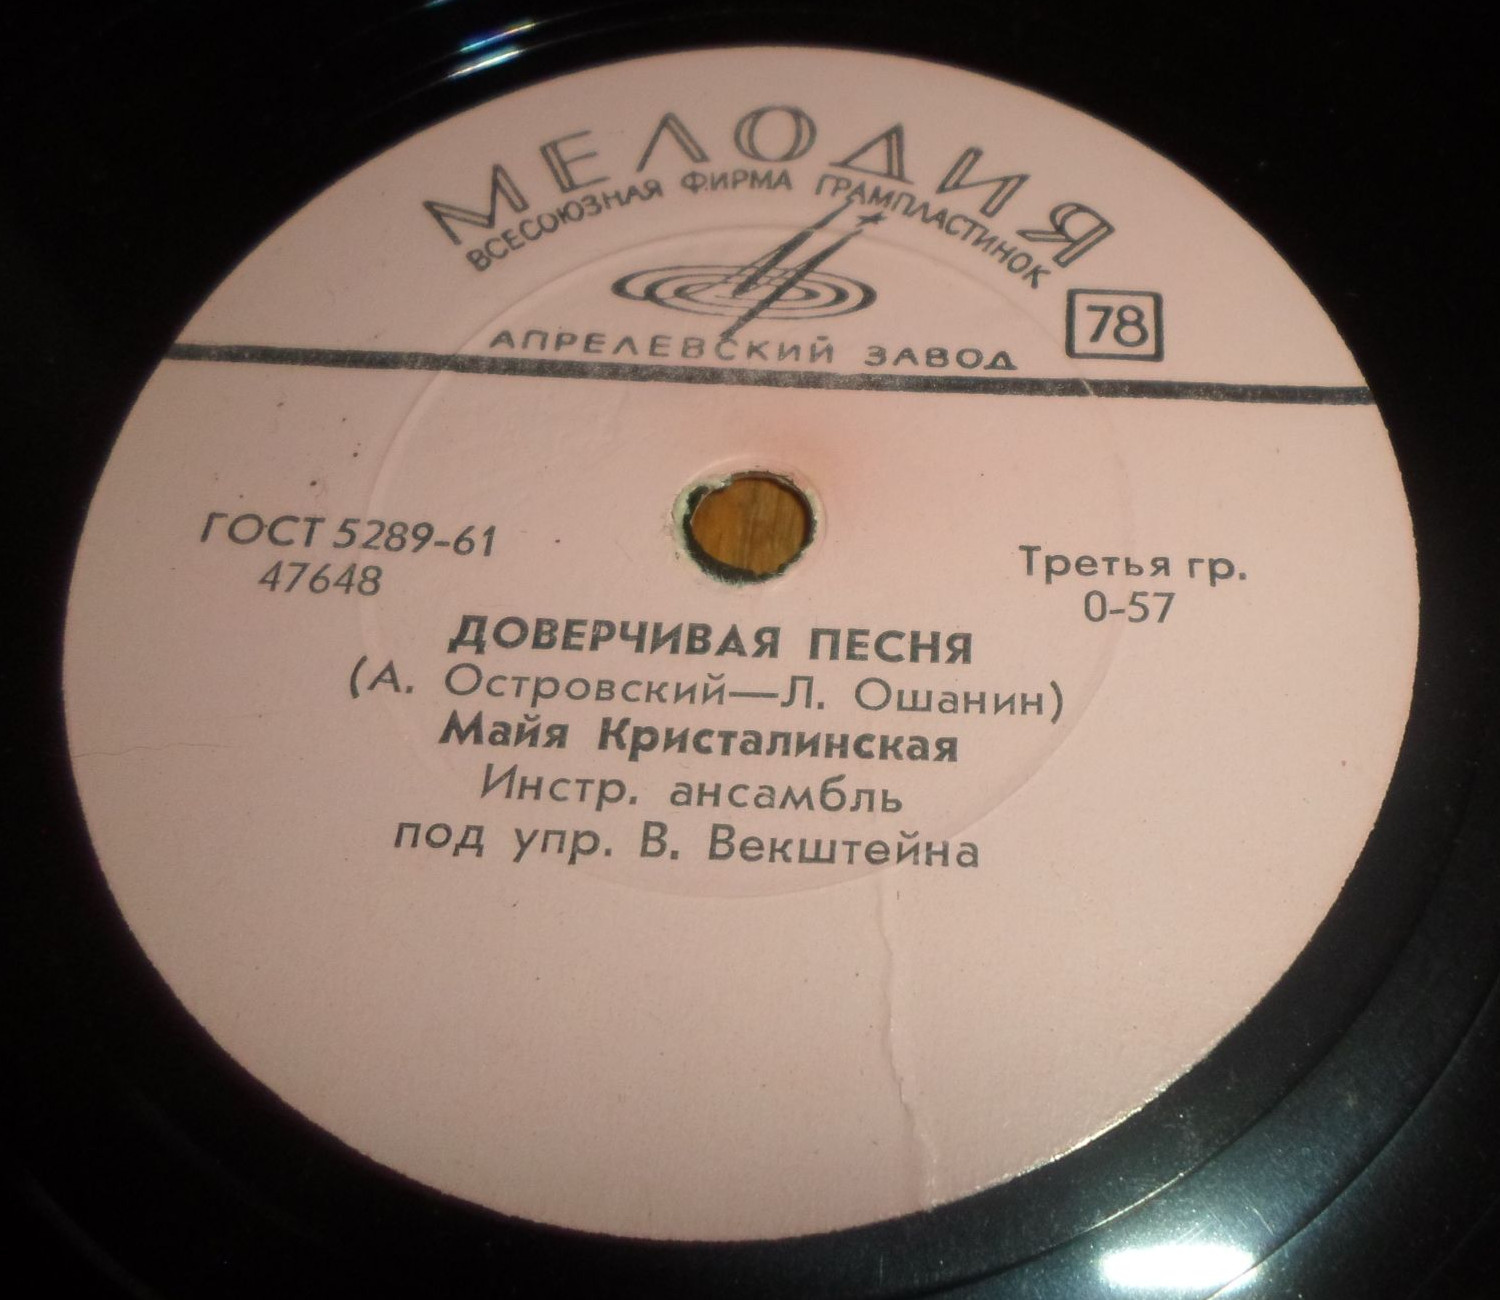 МЕЛОДИЯ
ВСЕСОЮЗНАЯ ФИРМА ГРАМПЛАСТИНОК
78
АПРЕЛЕВСКИЙ ЗАВОД
ГОСТ 5289-61
47648
Третья гр.
0-57
ДОВЕРЧИВАЯ ПЕСНЯ
(А. Островский—Л. Ошанин)
Майя Кристалинская
Инстр. ансамбль
под упр. В. Векштейна